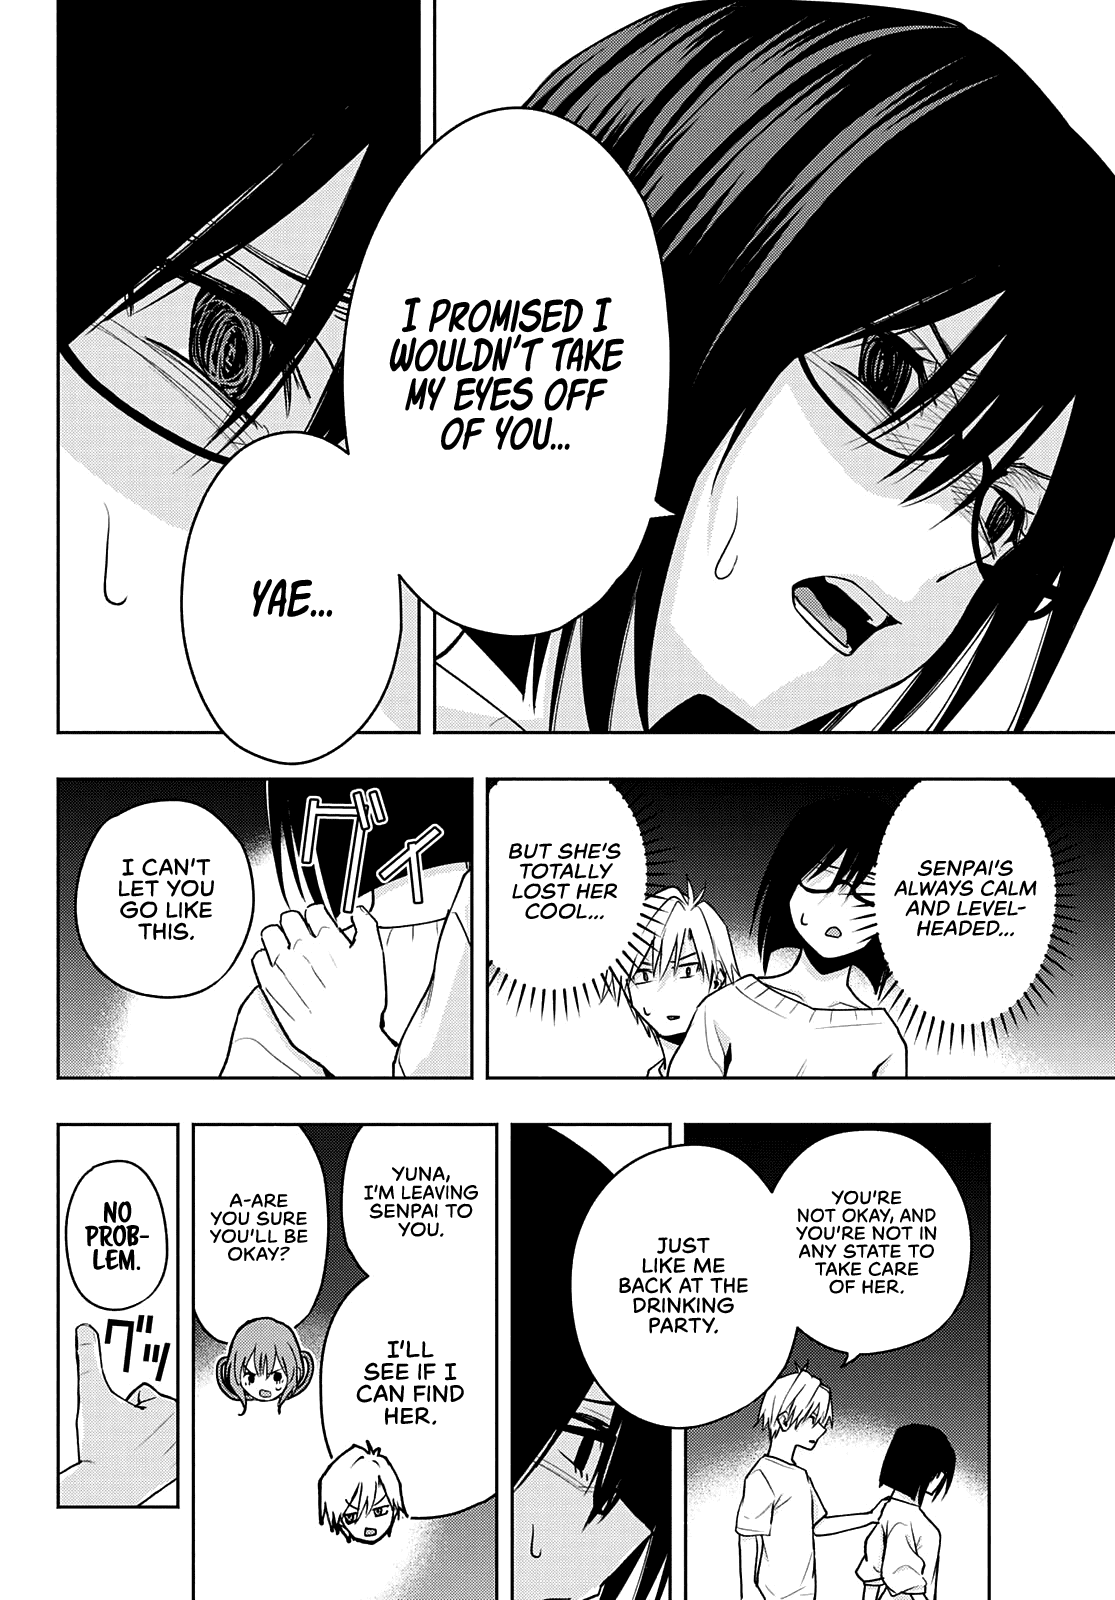 I PROMISED I
WOULDN'T TAKE
MY EYES OFF
OF YOU...
YAE...
SENPAI'S
ALWAYS CALM
AND LEVEL-
HEADED...
BUT SHE'S
TOTALLY
LOST HER
COOL...
グイ
I CAN'T
LET YOU
GO LIKE
THIS.
YOU'RE
NOT OKAY, AND
YOU'RE NOT IN
ANY STATE TO
TAKE CARE
OF HER.
JUST
LIKE ME
BACK AT THE
DRINKING
PARTY.
YUNA,
I'M LEAVING
SENPAI TO
YOU.
I'LL
SEE IF I
CAN FIND
HER.
A-ARE
YOU SURE
YOU'LL BE
OKAY?
NO
PROB-
LEM.
グッ